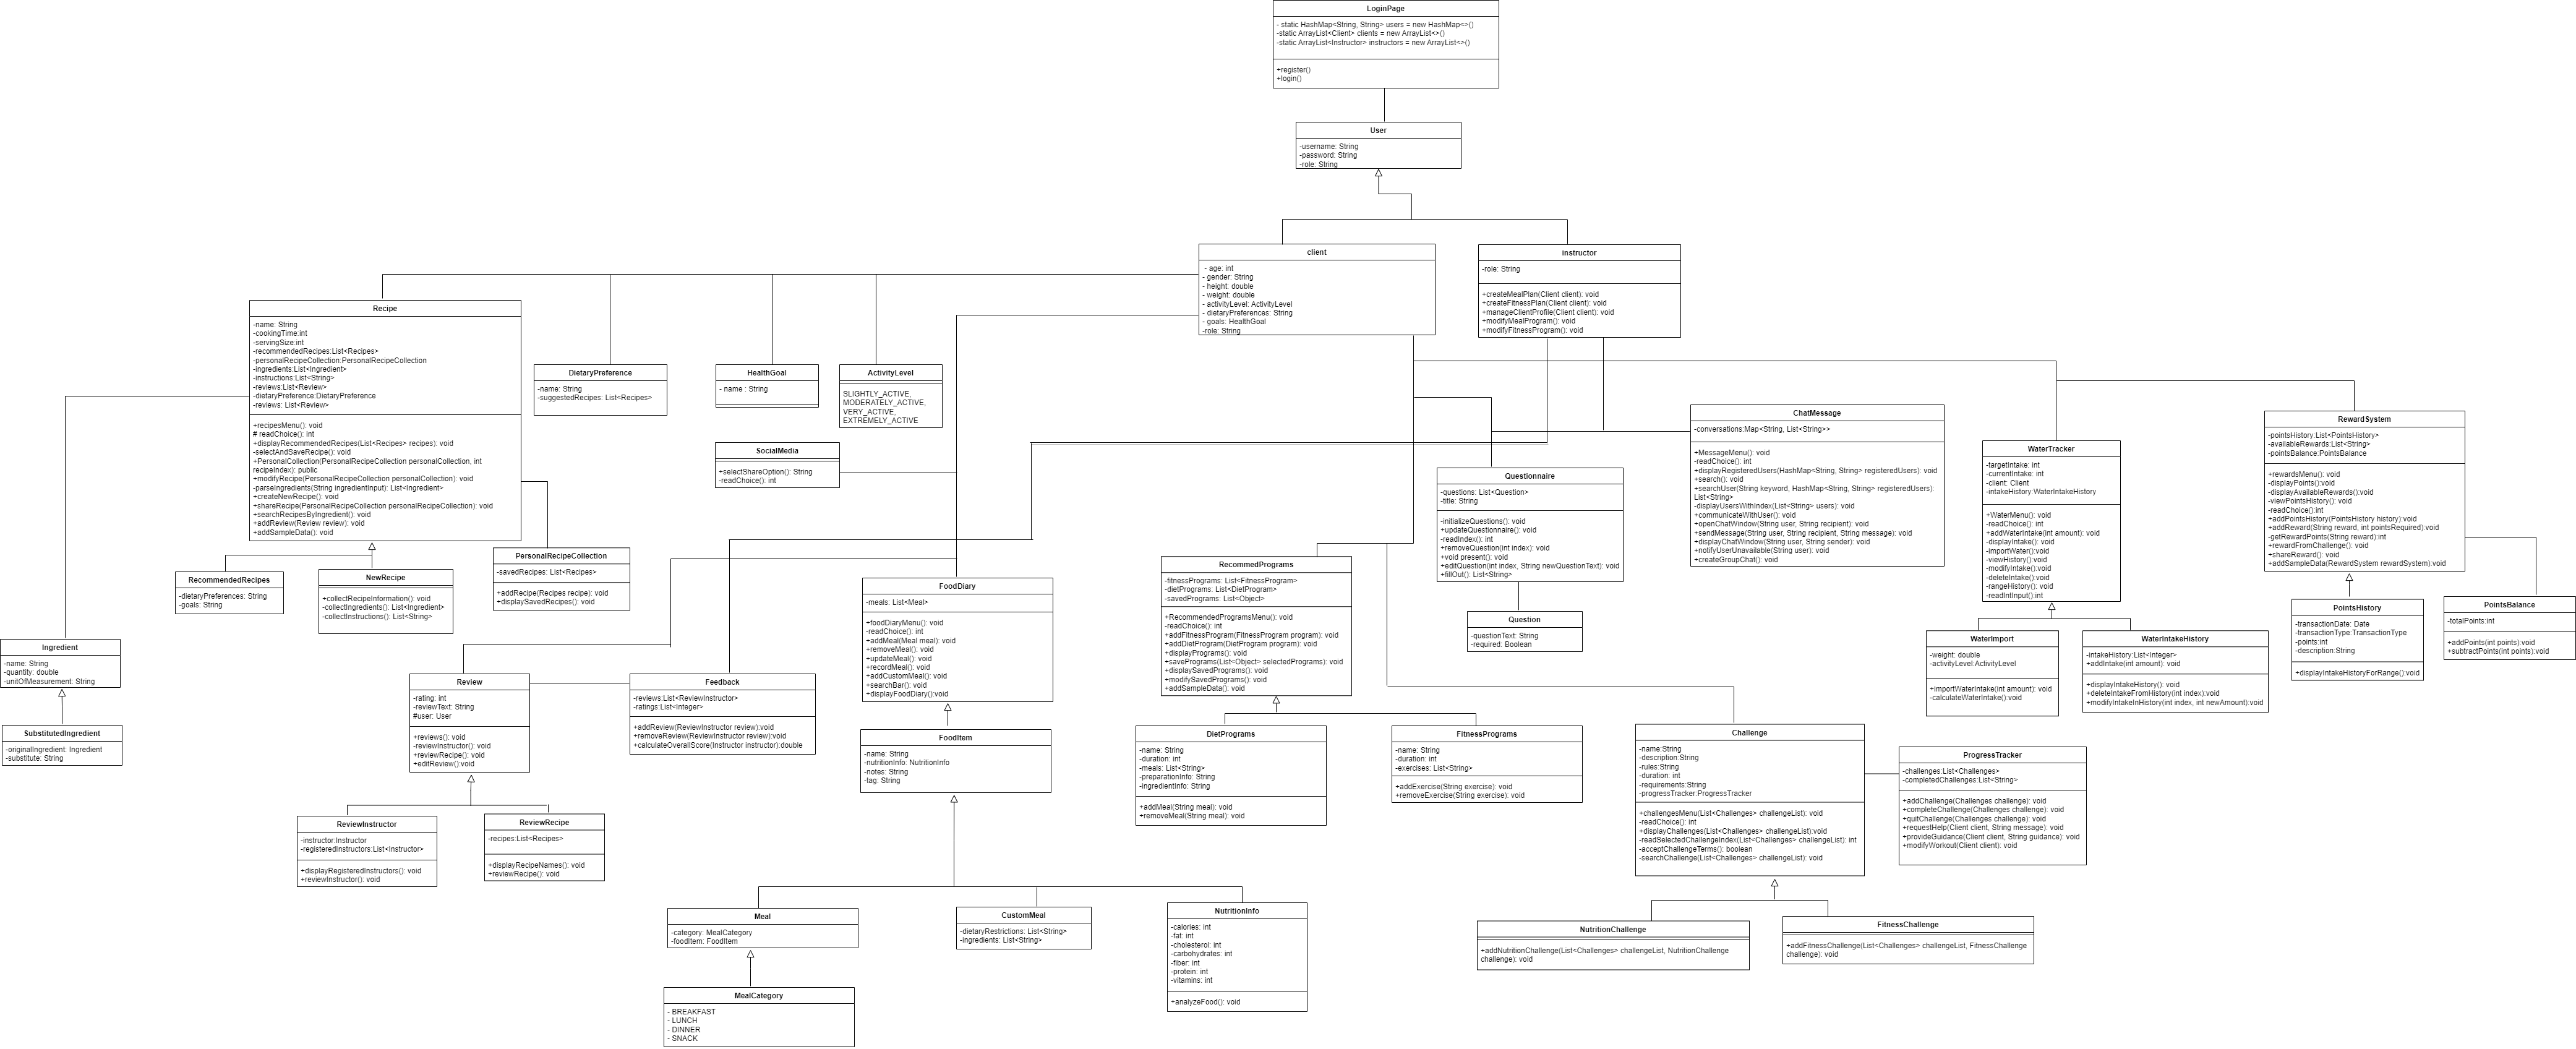 LoginPage
- static HashMap<String, String> users = new HashMap<>()
-static ArrayList<Client> clients = new ArrayList<>()
-static ArrayList<Instructor> instructors = new ArrayList<>()
+register()
+login()
User
-username: String
-password: String
-role: String
client
- age: int
- gender: String
- height: double
- weight: double
- activityLevel: ActivityLevel
- dietaryPreferences: String
- goals: HealthGoal
-role: String
instructor
-role: String
+createMealPlan(Client client): void
+createFitnessPlan(Client client): void
+manageClientProfile(Client client): void
+modifyMealProgram(): void
+modifyFitnessProgram(): void
Recipe
-name: String
-cookingTime:int
-servingSize:int
-recommendedRecipes:List<Recipes>
-personalRecipeCollection:PersonalRecipeCollection
-ingredients:List<Ingredient>
-instructions:List<String>
-reviews:List<Review>
-dietaryPreference:DietaryPreference
-reviews: List<Review>
+recipesMenu(): void
# readChoice(): int
+displayRecommendedRecipes(List<Recipes> recipes): void
-selectAndSaveRecipe(): void
+PersonalCollection(PersonalRecipeCollection personalCollection, int
recipeIndex): public
+modifyRecipe(PersonalRecipeCollection personalCollection): void
-parseIngredients(String ingredientInput): List<Ingredient>
+createNewRecipe(): void
+shareRecipe(PersonalRecipeCollection personalRecipeCollection): void
+searchRecipesByIngredient(): void
+addReview(Review review): void
+addSampleData(): void
DietaryPreference
-name: String
-suggestedRecipes: List<Recipes>
HealthGoal
- name : String
ActivityLevel
SLIGHTLY_ACTIVE,
MODERATELY_ACTIVE,
VERY_ACTIVE,
EXTREMELY_ACTIVE
SocialMedia
+selectShareOption(): String
-readChoice(): int
Questionnaire
-questions: List<Question>
-title: String
-initializeQuestions(): void
+updateQuestionnaire(): void
-readIndex(): int
+removeQuestion(int index): void
+void present(): void
+editQuestion(int index, String newQuestionText): void
+fillOut(): List<String>
Question
-questionText: String
-required: Boolean
ChatMessage
-conversations:Map<String, List<String>>
+MessageMenu(): void
-readChoice(): int
+displayRegisteredUsers(HashMap<String, String> registeredUsers): void
+search(): void
+searchUser(String keyword, HashMap<String, String> registeredUsers):
List<String>
-displayUsersWithIndex(List<String> users): void
+communicateWithUser(): void
+openChatWindow(String user, String recipient): void
+sendMessage(String user, String recipient, String message): void
+displayChatWindow(String user, String sender): void
+notifyUserUnavailable(String user): void
+createGroupChat(): void
WaterTracker
-targetIntake: int
-currentIntake: int
-client: Client
-intakeHistory:WaterIntakeHistory
+WaterMenu(): void
-readChoice(): int
+addWaterIntake(int amount): void
-displayIntake(): void
-importWater():void
-viewHistory():void
-modifyIntake():void
-deleteIntake():void
-rangeHistory(): void
-readIntInput():int
RewardSystem
-pointsHistory:List<PointsHistory>
-availableRewards:List<String>
-pointsBalance:PointsBalance
+rewardsMenu(): void
-displayPoints():void
-displayAvailableRewards():void
-viewPointsHistory(): void
-readChoice():int
+addPointsHistory(PointsHistory history):void
+addReward(String reward, int pointsRequired):void
-getRewardPoints(String reward):int
+rewardFromChallenge(): void
+shareReward(): void
+addSampleData(RewardSystem rewardSystem):void
RecommendedRecipes
-dietaryPreferences: String
-goals: String
NewRecipe
+collectRecipeInformation(): void
-collectIngredients(): List<Ingredient>
-collectInstructions(): List<String>
PersonalRecipeCollection
-savedRecipes: List<Recipes>
+addRecipe(Recipes recipe): void
+displaySavedRecipes(): void
FoodDiary
-meals: List<Meal>
+foodDiaryMenu(): void
-readChoice(): int
+addMeal(Meal meal): void
+removeMeal(): void
+updateMeal(): void
+recordMeal(): void
+addCustomMeal(): void
+searchBar(): void
+displayFoodDiary():void
RecommedPrograms
-fitnessPrograms: List<FitnessProgram>
-dietPrograms: List<DietProgram>
-savedPrograms: List<Object>
+RecommendedProgramsMenu(): void
-readChoice(): int
+addFitnessProgram(FitnessProgram program): void
+addDietProgram(DietProgram program): void
+displayPrograms(): void
+savePrograms(List<Object> selectedPrograms): void
+displaySavedPrograms(): void
+modifySavedPrograms(): void
+addSampleData(): void
PointsHistory
-transactionDate: Date
-transactionType:TransactionType
-points:int
-description:String
+displayIntakeHistoryForRange():void
PointsBalance
-totalPoints:int
+addPoints(int points):void
+subtractPoints(int points):void
WaterImport
-weight: double
-activityLevel:ActivityLevel
+importWaterIntake(int amount): void
-calculateWaterIntake():void
WaterIntakeHistory
-intakeHistory:List<Integer>
+addIntake(int amount): void
+displayIntakeHistory(): void
+deleteIntakeFromHistory(int index):void
+modifyIntakeInHistory(int index, int newAmount):void
Ingredient
-name: String
-quantity: double
-unitOfMeasurement: String
SubstitutedIngredient
-originalIngredient: Ingredient
-substitute: String
Review
-rating: int
-reviewText: String
#user: User
+reviews(): void
-reviewInstructor(): void
+reviewRecipe(): void
+editReview():void
Feedback
-reviews:List<ReviewInstructor>
-ratings:List<Integer>
+addReview(ReviewInstructor review):void
+removeReview(ReviewInstructor review):void
+calculateOverallScore(Instructor instructor):double
FoodItem
-name: String
-nutritionInfo: NutritionInfo
-notes: String
-tag: String
DietPrograms
-name: String
-duration: int
-meals: List<String>
-preparationInfo: String
-ingredientInfo: String
+addMeal(String meal): void
+removeMeal(String meal): void
FitnessPrograms
-name: String
-duration: int
-exercises: List<String>
+addExercise(String exercise): void
+removeExercise(String exercise): void
Challenge
-name:String
-description:String
-rules:String
-duration: int
-requirements:String
-progressTracker:ProgressTracker
+challengesMenu(List<Challenges> challengeList): void
-readChoice(): int
+displayChallenges(List<Challenges> challengeList):void
-readSelectedChallengeIndex(List<Challenges> challengeList): int
-acceptChallengeTerms(): boolean
-searchChallenge(List<Challenges> challengeList): void
ProgressTracker
-challenges:List<Challenges>
-completedChallenges:List<String>
+addChallenge(Challenges challenge): void
+completeChallenge(Challenges challenge): void
+quitChallenge(Challenges challenge): void
+requestHelp(Client client, String message): void
+provideGuidance(Client client, String guidance): void
+modifyWorkout(Client client): void
ReviewInstructor
-instructor:Instructor
-registeredInstructors:List<Instructor>
+displayRegisteredInstructors(): void
+reviewInstructor(): void
ReviewRecipe
-recipes:List<Recipes>
+displayRecipeNames(): void
+reviewRecipe(): void
Meal
-category: MealCategory
-foodItem: FoodItem
CustomMeal
-dietaryRestrictions: List<String>
-ingredients: List<String>
NutritionInfo
-calories: int
-fat: int
-cholesterol: int
-carbohydrates: int
-fiber: int
-protein: int
-vitamins: int
+analyzeFood(): void
NutritionChallenge
+addNutritionChallenge(List<Challenges> challengeList, NutritionChallenge
challenge): void
FitnessChallenge
+addFitnessChallenge(List<Challenges> challengeList, FitnessChallenge
challenge): void
MealCategory
- BREAKFAST
- LUNCH
- DINNER
- SNACK